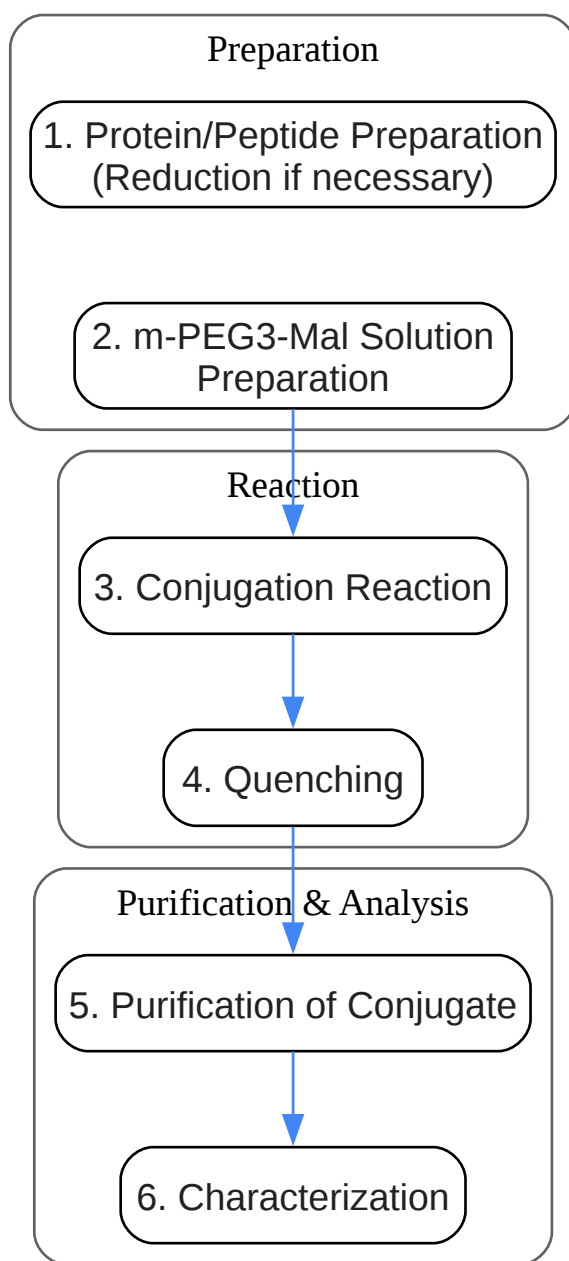 Preparation
1. Protein/Peptide Preparation
(Reduction if necessary)
2. m-PEG3-Mal Solution
Preparation
Reaction
3. Conjugation Reaction
4. Quenching
Purification & Analysis
5. Purification of Conjugate
6. Characterization